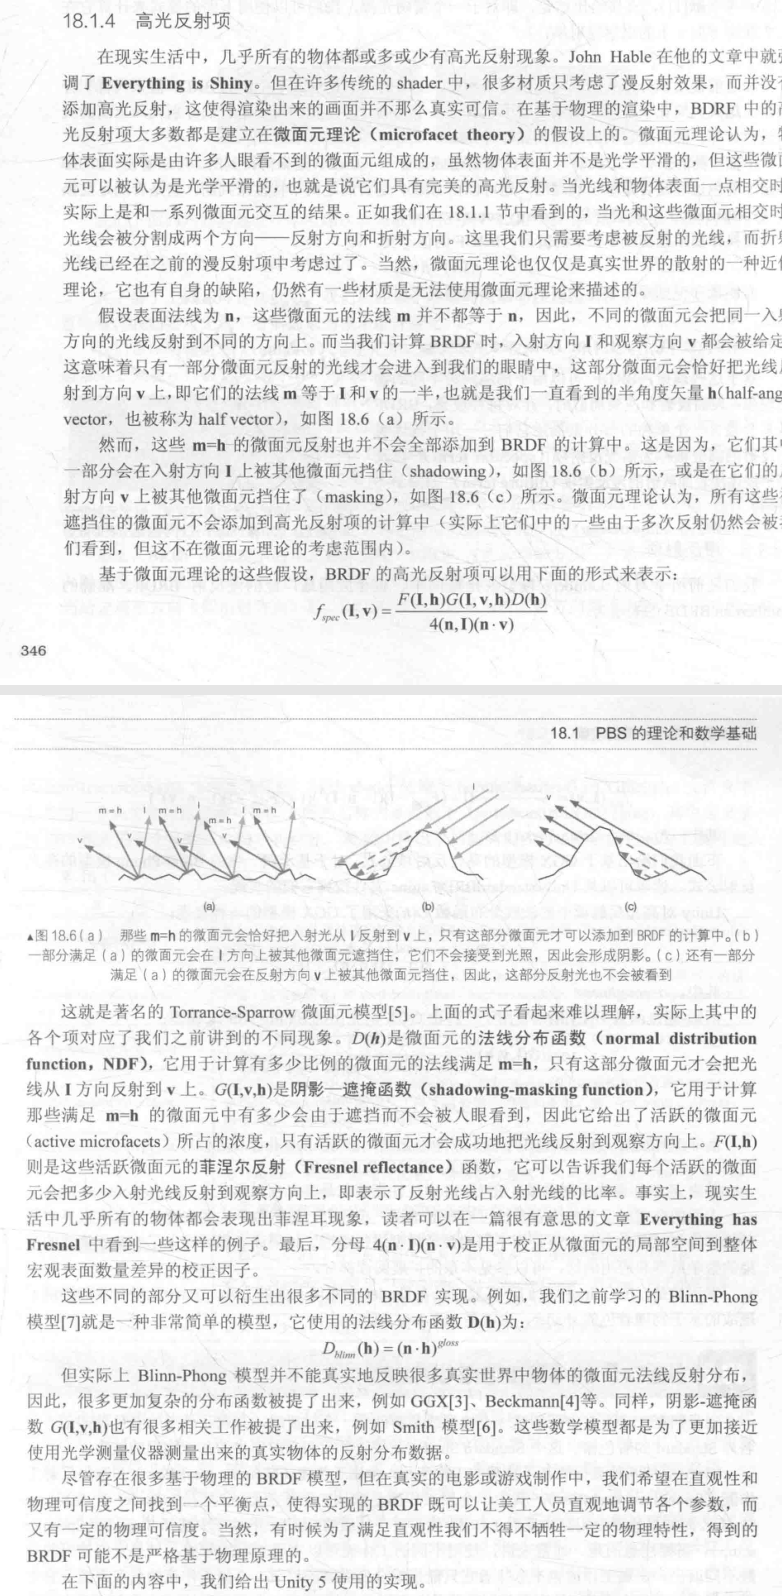 18.1.4 高光反射项
在现实生活中，几乎所有的物体都或多或少有高光反射现象。John Hable 在他的文章中就
调了 Everything is Shiny。但在许多传统的 shader 中，很多材质只考虑了漫反射效果，而并没
添加高光反射，这使得渲染出来的画面并不那么真实可信。在基于物理的渲染中，BDRF 中的
光反射项大多数都是建立在微面元理论（microfacet theory）的假设上的。微面元理论认为，
体表面实际是由许多人眼看不到的微面元组成的，虽然物体表面并不是光学平滑的，但这些微
元可以被认为是光学平滑的，也就是说它们具有完美的高光反射。当光线和物体表面一点相交时
实际上是和一系列微面元交互的结果。正如我们在 18.1.1 节中看到的，当光和这些微面元相交时
光线会被分割成两个方向——反射方向和折射方向。这里我们只需要考虑被反射的光线，而折
光线已经在之前的漫反射项中考虑过了。当然，微面元理论也仅仅是真实世界的散射的一种近
理论，它也有自身的缺陷，仍然有一些材质是无法使用微面元理论来描述的。
假设表面法线为 n，这些微面元的法线 m 并不都等于 n，因此，不同的微面元会把同一入
方向的光线反射到不同的方向上。而当我们计算 BRDF 时，入射方向 I 和观察方向 v 都会被给定
这意味着只有一部分微面元反射的光线才会进入到我们的眼睛中，这部分微面元会恰好把光线
射到方向 v 上，即它们的法线 m 等于 I 和 v 的一半，也就是我们一直看到的半角度矢量 h（half-ang
vector，也被称为 half vector），如图 18.6（a）所示。
然而，这些 m=h 的微面元反射也并不会全部添加到 BRDF 的计算中。这是因为，它们其
一部分会在入射方向 I 上被其他微面元挡住（shadowing），如图 18.6（b）所示，或是在它们的
射方向 v 上被其他微面元挡住了（masking），如图 18.6（c）所示。微面元理论认为，所有这些
遮挡住的微面元不会添加到高光反射项的计算中（实际上它们中的一些由于多次反射仍然会被
们看到，但这不在微面元理论的考虑范围内）。
基于微面元理论的这些假设，BRDF 的高光反射项可以用下面的形式来表示：
f_spec (I, v) = F(I,h)G(I,v,h)D(h) / 4(n,I)(n·v)
346
18.1 PBS 的理论和数学基础
m=h l m=h l m=h l m=h l
v v v v
l
v
(a) (b) (c)
▲图 18.6（a） 那些 m=h 的微面元会恰好把入射光从 l 反射到 v 上，只有这部分微面元才可以添加到 BRDF 的计算中。（b）
一部分满足（a）的微面元会在 l 方向上被其他微面元遮挡住，它们不会接受到光照，因此会形成阴影。（c）还有一部分
满足（a）的微面元会在反射方向 v 上被其他微面元挡住，因此，这部分反射光也不会被看到
这就是著名的 Torrance-Sparrow 微面元模型[5]。上面的式子看起来难以理解，实际上其中的
各个项对应了我们之前讲到的不同现象。D(h)是微面元的法线分布函数（normal distribution
function，NDF），它用于计算有多少比例的微面元的法线满足 m=h，只有这部分微面元才会把光
线从 I 方向反射到 v 上。G(I,v,h)是阴影—遮掩函数（shadowing-masking function），它用于计算
那些满足 m=h 的微面元中有多少会由于遮挡而不会被人眼看到，因此它给出了活跃的微面元
（active microfacets）所占的浓度，只有活跃的微面元才会成功地把光线反射到观察方向上。F(I,h)
则是这些活跃微面元的菲涅尔反射（Fresnel reflectance）函数，它可以告诉我们每个活跃的微面
元会把多少入射光线反射到观察方向上，即表示了反射光线占入射光线的比率。事实上，现实生
活中几乎所有的物体都会表现出菲涅耳现象，读者可以在一篇很有意思的文章 Everything has
Fresnel 中看到一些这样的例子。最后，分母 4(n·I)(n·v)是用于校正从微面元的局部空间到整体
宏观表面数量差异的校正因子。
这些不同的部分又可以衍生出很多不同的 BRDF 实现。例如，我们之前学习的 Blinn-Phong
模型[7]就是一种非常简单的模型，它使用的法线分布函数 D(h)为：
D_blinn (h) = (n·h)^gloss
但实际上 Blinn-Phong 模型并不能真实地反映很多真实世界中物体的微面元法线反射分布，
因此，很多更加复杂的分布函数被提了出来，例如 GGX[3]、Beckmann[4]等。同样，阴影-遮掩函
数 G(I,v,h)也有很多相关工作被提了出来，例如 Smith 模型[6]。这些数学模型都是为了更加接近
使用光学测量仪器测量出来的真实物体的反射分布数据。
尽管存在很多基于物理的 BRDF 模型，但在真实的电影或游戏制作中，我们希望在直观性和
物理可信度之间找到一个平衡点，使得实现的 BRDF 既可以让美工人员直观地调节各个参数，而
又有一定的物理可信度。当然，有时候为了满足直观性我们不得不牺牲一定的物理特性，得到的
BRDF 可能不是严格基于物理原理的。
在下面的内容中，我们给出 Unity 5 使用的实现。